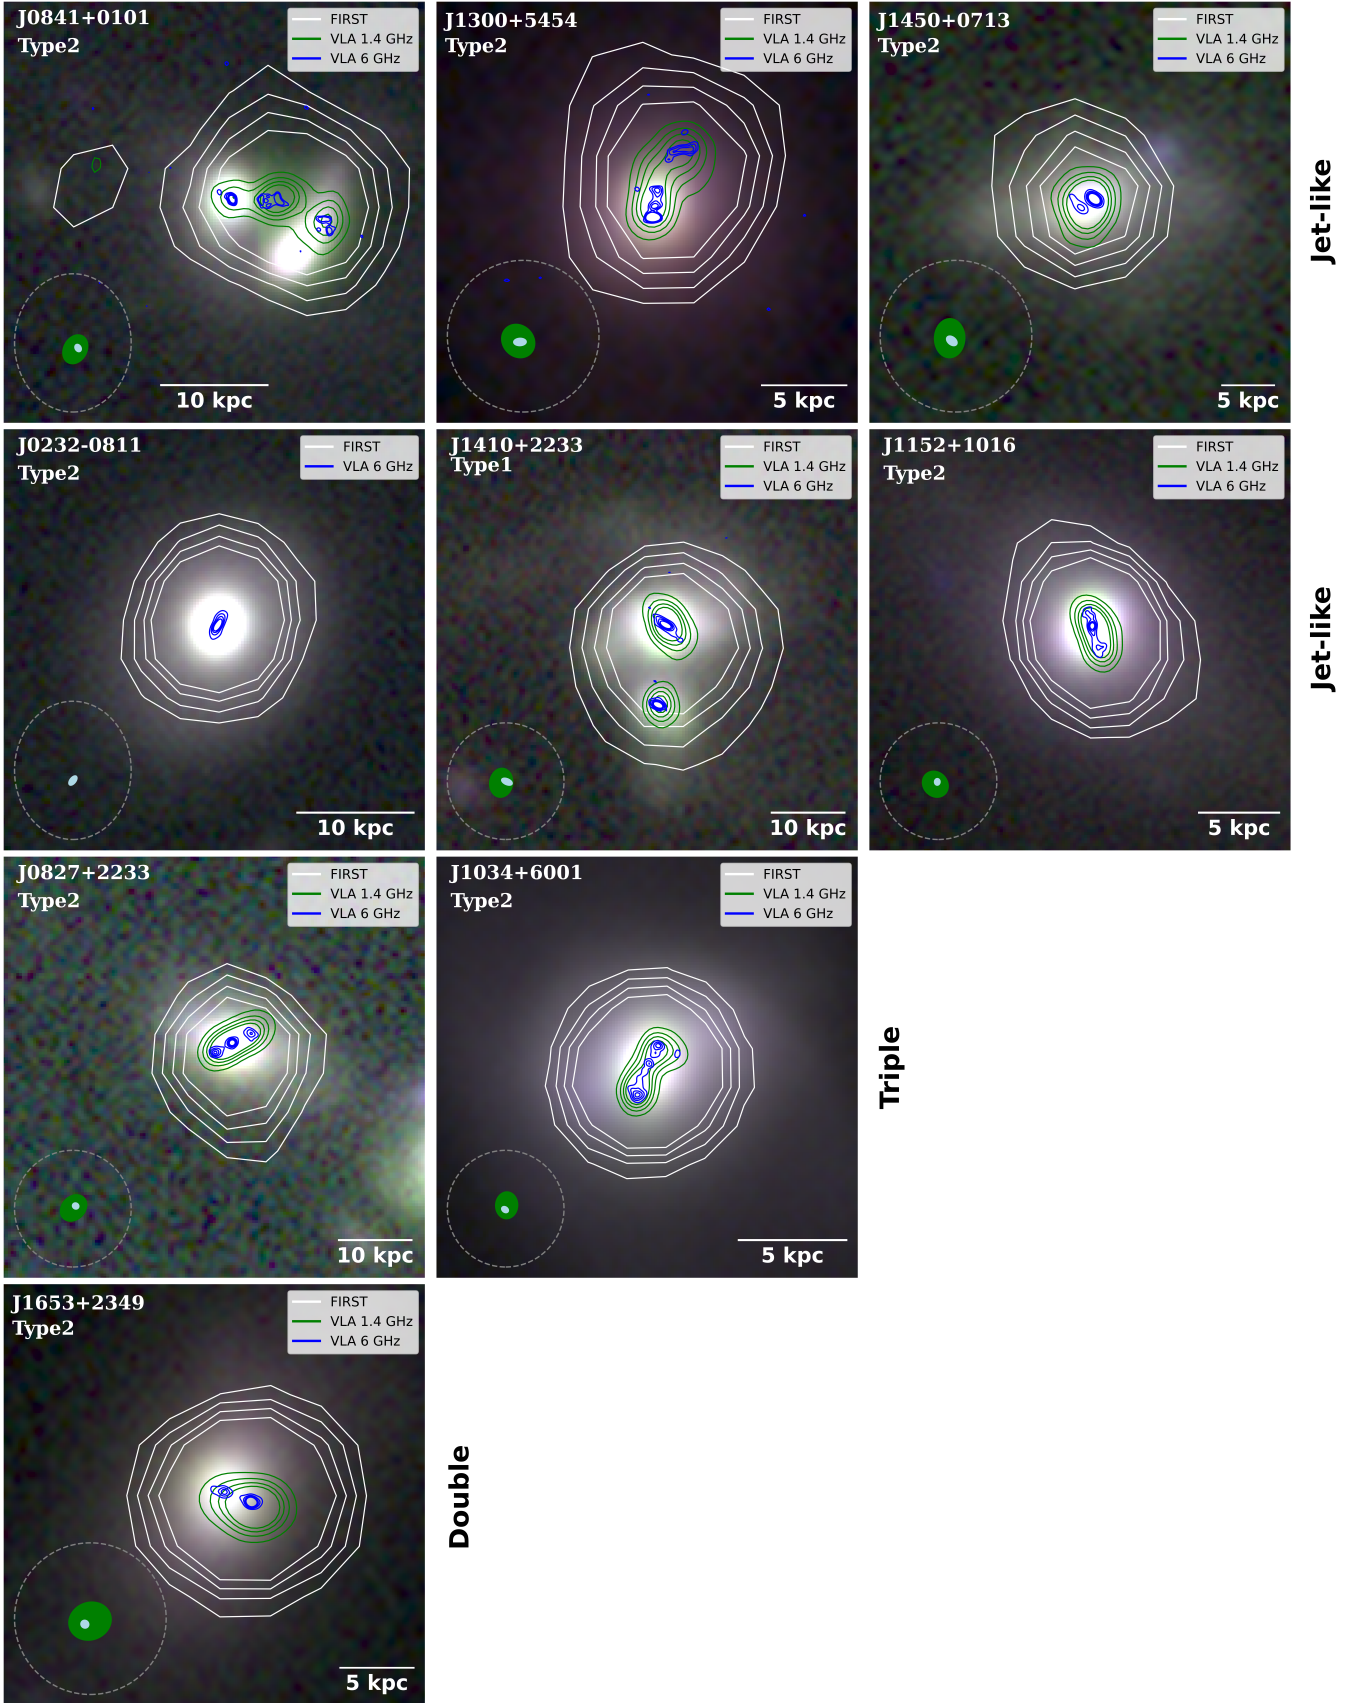 J0841+0101
Type2
FIRST
VLA 1.4 GHz
VLA 6 GHz
10 kpc
J1300+5454
Type2
FIRST
VLA 1.4 GHz
VLA 6 GHz
5 kpc
J1450+0713
Type2
FIRST
VLA 1.4 GHz
VLA 6 GHz
5 kpc
Jet-like
J0232-0811
Type2
FIRST
VLA 6 GHz
10 kpc
J1410+2233
Type1
FIRST
VLA 1.4 GHz
VLA 6 GHz
10 kpc
J1152+1016
Type2
FIRST
VLA 1.4 GHz
VLA 6 GHz
5 kpc
Jet-like
J0827+2233
Type2
FIRST
VLA 1.4 GHz
VLA 6 GHz
10 kpc
J1034+6001
Type2
FIRST
VLA 1.4 GHz
VLA 6 GHz
5 kpc
Triple
J1653+2349
Type2
FIRST
VLA 1.4 GHz
VLA 6 GHz
5 kpc
Double